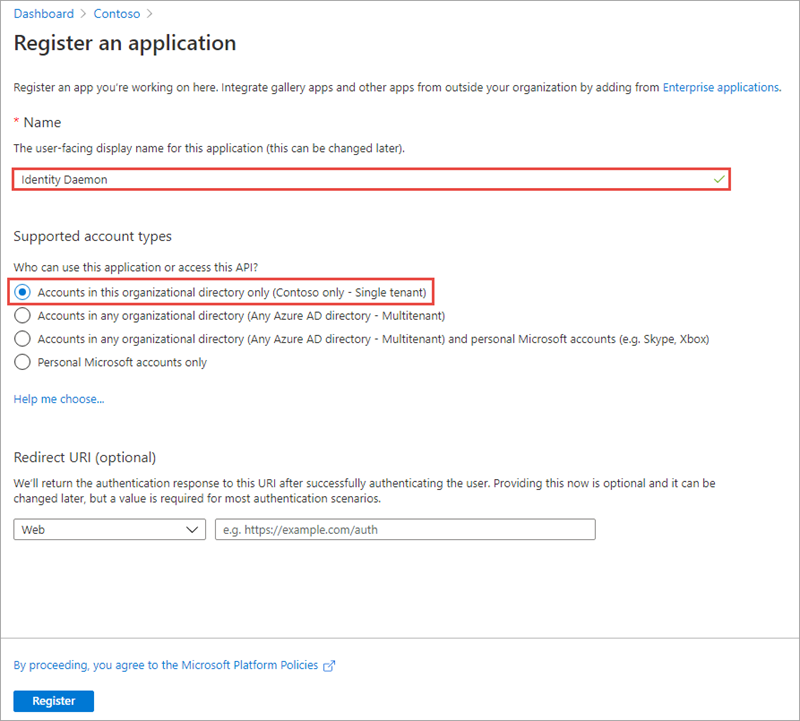 Dashboard > Contoso >
Register an application
Register an app you're working on here. Integrate gallery apps and other apps from outside your organization by adding from Enterprise applications.
* Name
The user-facing display name for this application (this can be changed later).
Identity Daemon
Supported account types
Who can use this application or access this API?
Accounts in this organizational directory only (Contoso only - Single tenant)
Accounts in any organizational directory (Any Azure AD directory - Multitenant)
Accounts in any organizational directory (Any Azure AD directory - Multitenant) and personal Microsoft accounts (e.g. Skype, Xbox)
Personal Microsoft accounts only
Help me choose...
Redirect URI (optional)
We'll return the authentication response to this URI after successfully authenticating the user. Providing this now is optional and it can be
changed later, but a value is required for most authentication scenarios.
Web e.g. https://example.com/auth
By proceeding, you agree to the Microsoft Platform Policies
Register